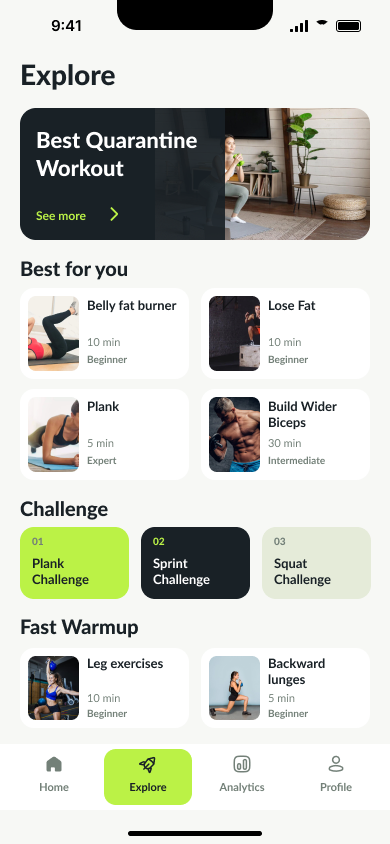 9:41
Explore
Best Quarantine
Workout
See more
Best for you
Belly fat burner
10 min
Beginner
Lose Fat
10 min
Beginner
Plank
5 min
Expert
Build Wider
Biceps
30 min
Intermediate
Challenge
01
Plank
Challenge
02
Sprint
Challenge
03
Squat
Challenge
Fast Warmup
Leg exercises
10 min
Beginner
Backward
lunges
5 min
Beginner
Home
Explore
Analytics
Profile